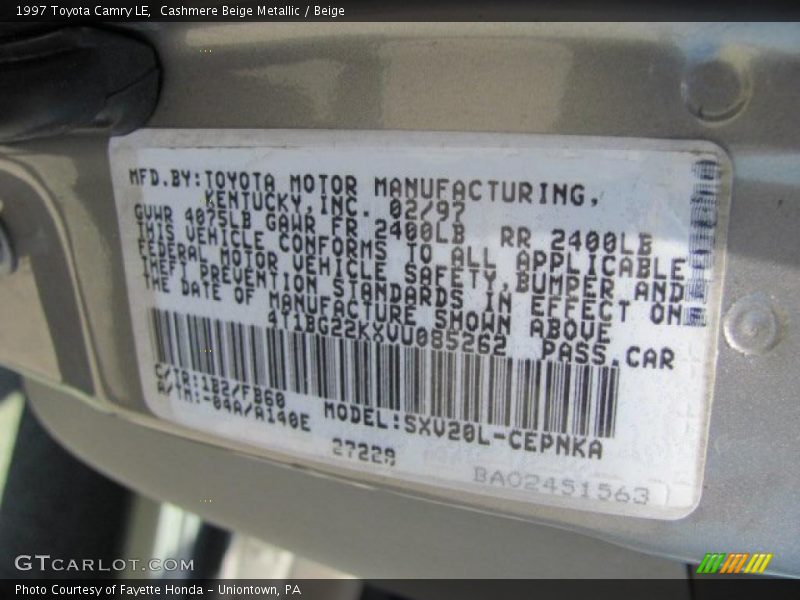 1997 Toyota Camry LE, Cashmere Beige Metallic / Beige
MFD.BY:TOYOTA MOTOR MANUFACTURING,
KENTUCKY,INC. 02/97
GVWR 4075LB GAWR FR 2400LB RR 2400LB
THIS VEHICLE CONFORMS TO ALL APPLICABLE
FEDERAL MOTOR VEHICLE SAFETY,BUMPER AND
THEFT PREVENTION STANDARDS IN EFFECT ON
THE DATE OF MANUFACTURE SHOWN ABOVE
4T1BG22KXVU085262 PASS.CAR
C/TR:1B2/FB60
A/TM:-04A/A140E MODEL:SXV20L-CEPNKA
27229
BA02451563
GTCARLOT.COM
Photo Courtesy of Fayette Honda - Uniontown, PA